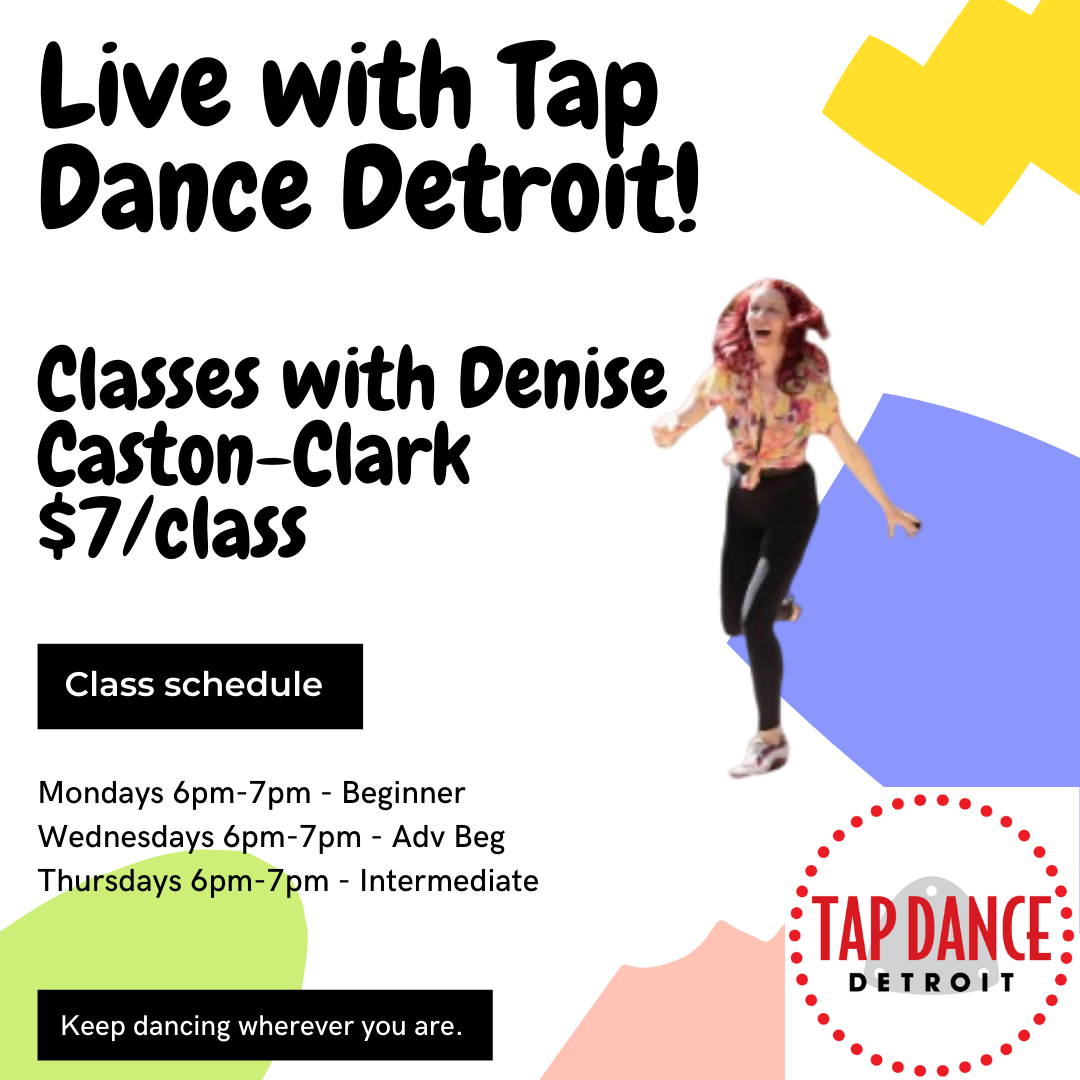 Live with Tap
Dance Detroit!
Classes with Denise
Caston-Clark
$7/class
Class schedule
Mondays 6pm-7pm - Beginner
Wednesdays 6pm-7pm - Adv Beg
Thursdays 6pm-7pm - Intermediate
Keep dancing wherever you are.
TAP DANCE
DETROIT